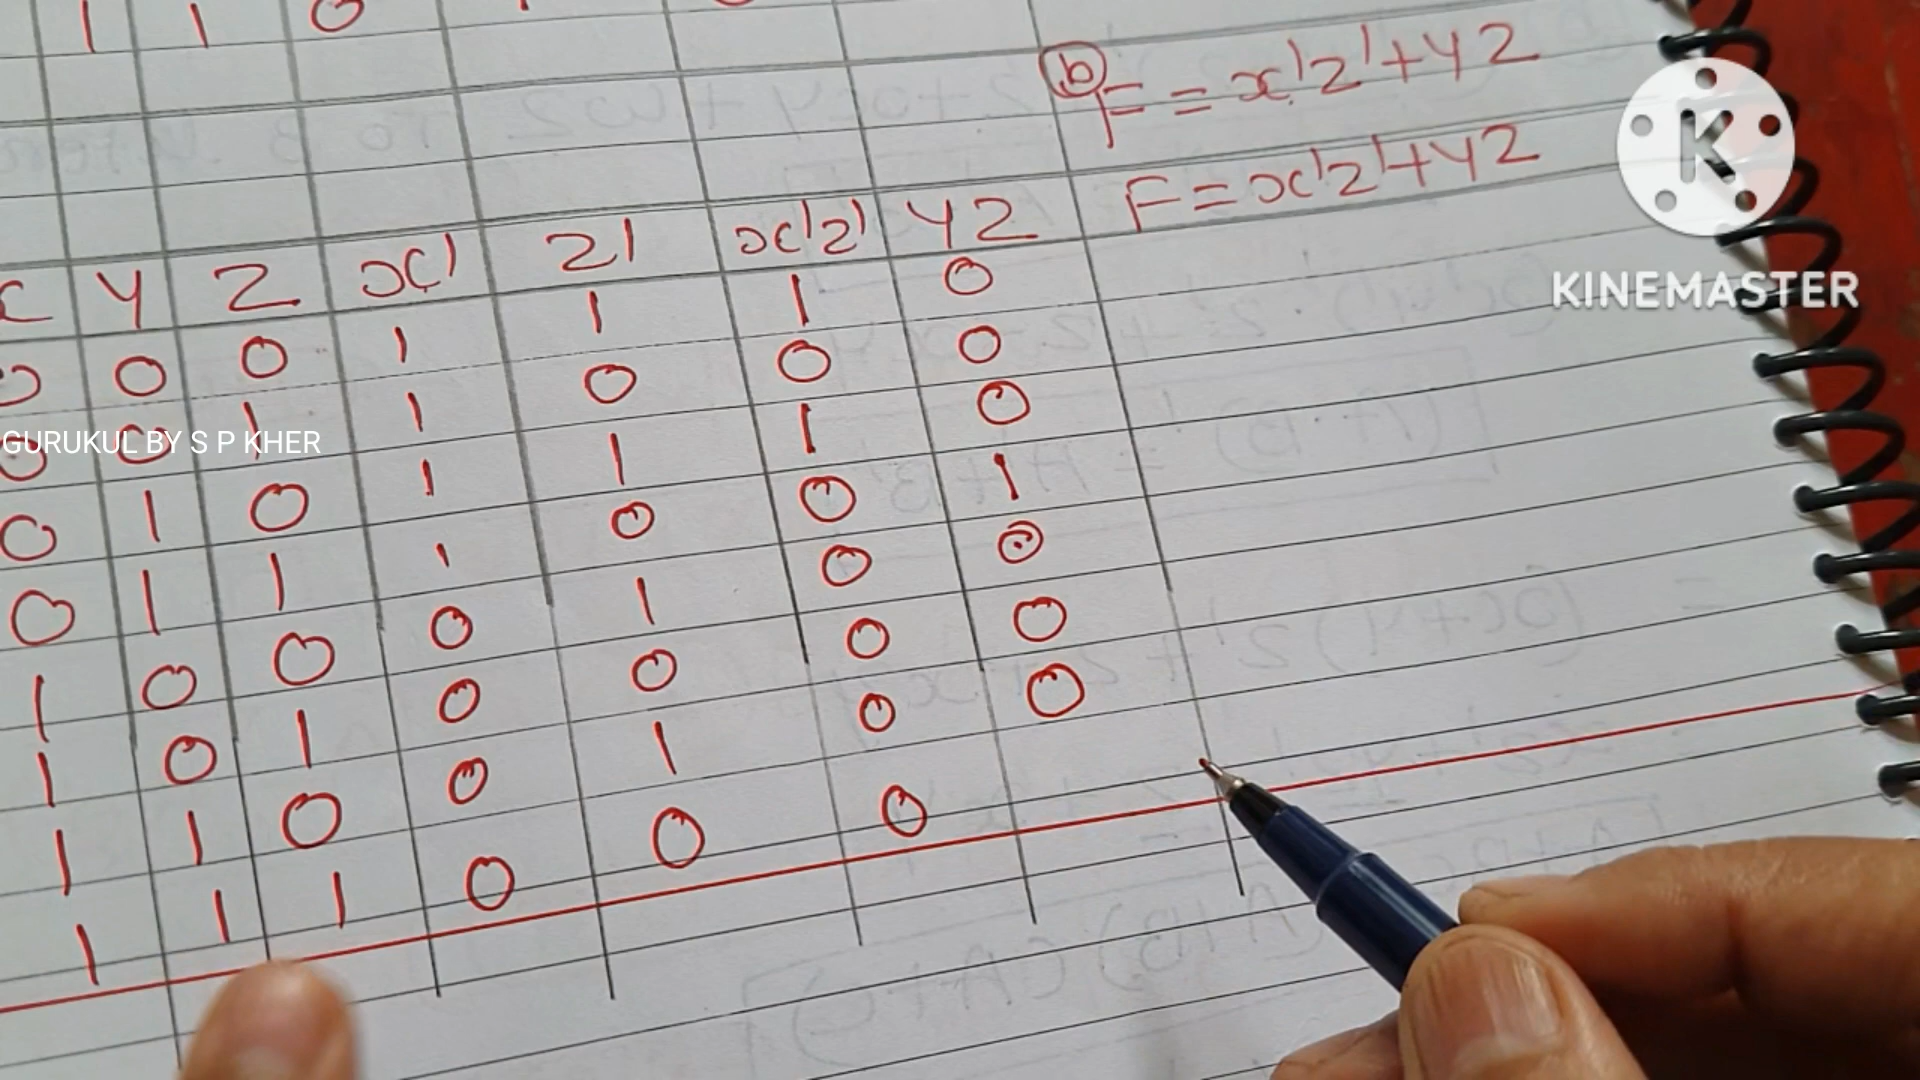 1 1 0
b F = x'z' + yz
x y z x' z' x'z' yz F = x'z' + yz
0 0 0 1 1 1 0
0 0 1 1 0 0 0
0 1 0 1 1 1 0
0 1 1 1 0 0 1
1 0 0 0 1 0 0
1 0 1 0 0 0 0
1 1 0 0 1 0 0
1 1 1 0 0 0
KINEMASTER
GURUKUL BY S P KHER